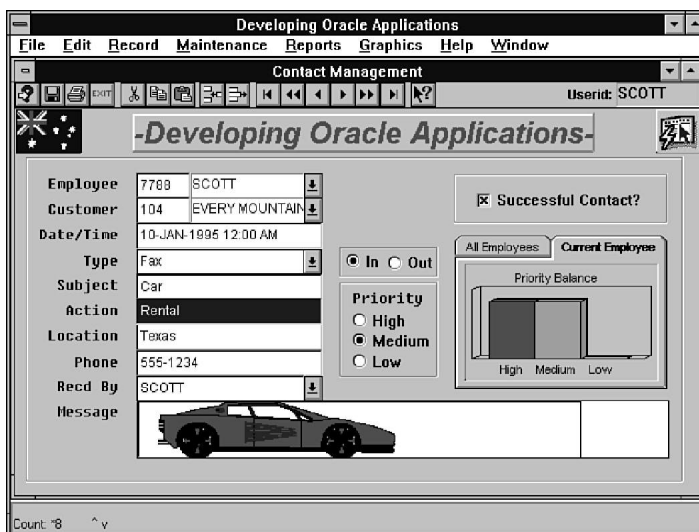 Developing Oracle Applications
File Edit Record Maintenance Reports Graphics Help Window
Contact Management
EXIT Userid: SCOTT
-Developing Oracle Applications-
Employee 7788 SCOTT
Customer 104 EVERY MOUNTAIN
Successful Contact?
Date/Time 10-JAN-1995 12:00 AM
All Employees Current Employee
Type Fax In Out
Priority Balance
Subject Car
Priority
Action Rental High
Location Texas Medium
Phone 555-1234 Low
High Medium Low
Recd By SCOTT
Message
Count: *8 ^ v